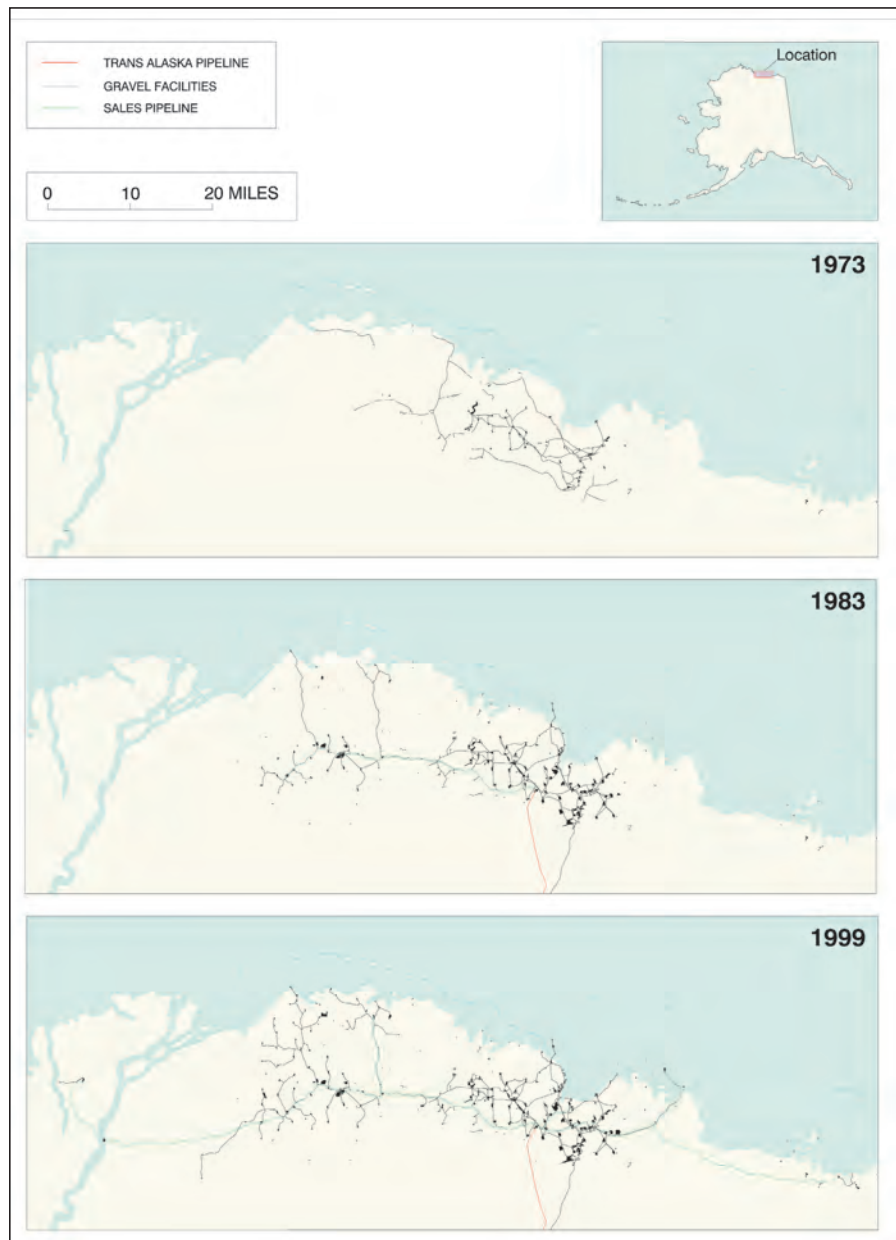 TRANS ALASKA PIPELINE
GRAVEL FACILITIES
SALES PIPELINE
Location
0 10 20 MILES
1973
1983
1999